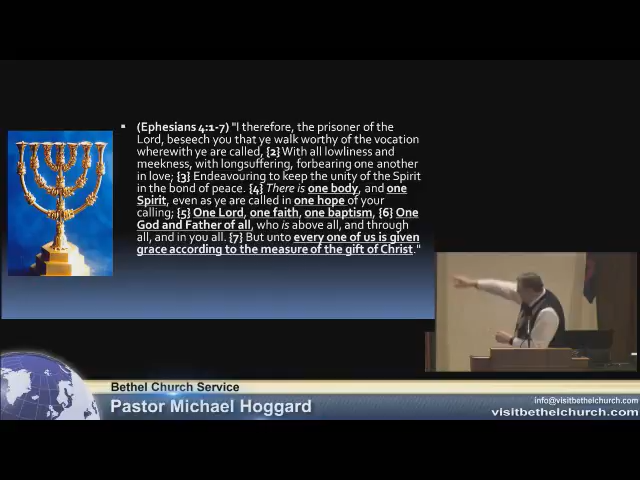 ▪ (Ephesians 4:1-7) "I therefore, the prisoner of the
Lord, beseech you that ye walk worthy of the vocation
wherewith ye are called, {2} With all lowliness and
meekness, with longsuffering, forbearing one another
in love; {3} Endeavouring to keep the unity of the Spirit
in the bond of peace. {4} There is one body, and one
Spirit, even as ye are called in one hope of your
calling; {5} One Lord, one faith, one baptism, {6} One
God and Father of all, who is above all, and through
all, and in you all. {7} But unto every one of us is given
grace according to the measure of the gift of Christ."
Bethel Church Service
Pastor Michael Hoggard
info@visitbethelchurch.com
visitbethelchurch.com